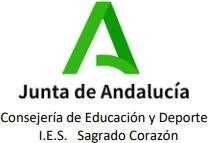 Junta de Andalucía
Consejería de Educación y Deporte
I.E.S. Sagrado Corazón